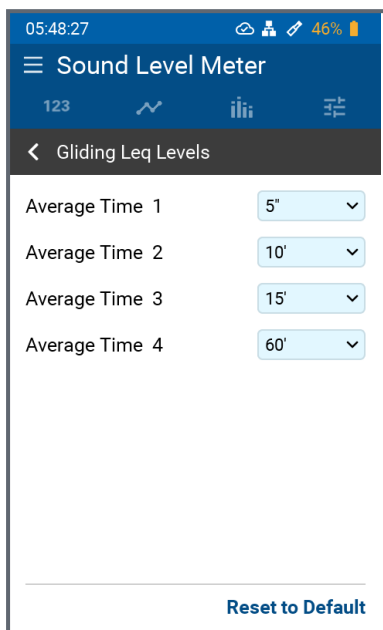 05:48:27 46%
Sound Level Meter
123
Gliding Leq Levels
Average Time 1 5"
Average Time 2 10'
Average Time 3 15'
Average Time 4 60'
Reset to Default